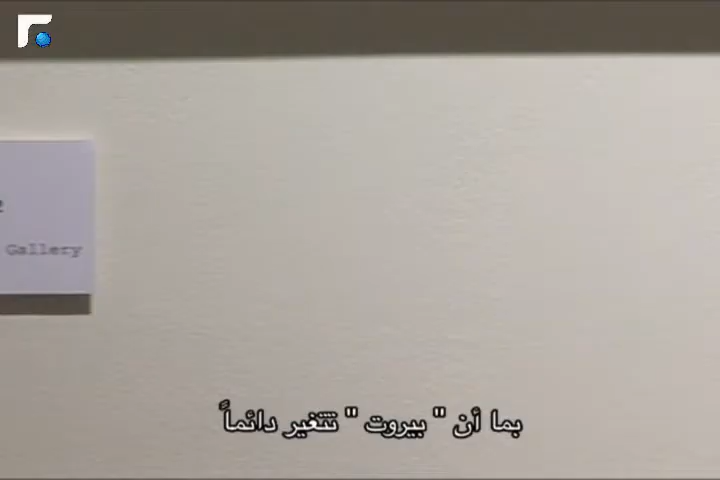 Gallery
بما أن " بيروت " تتغير دائماً